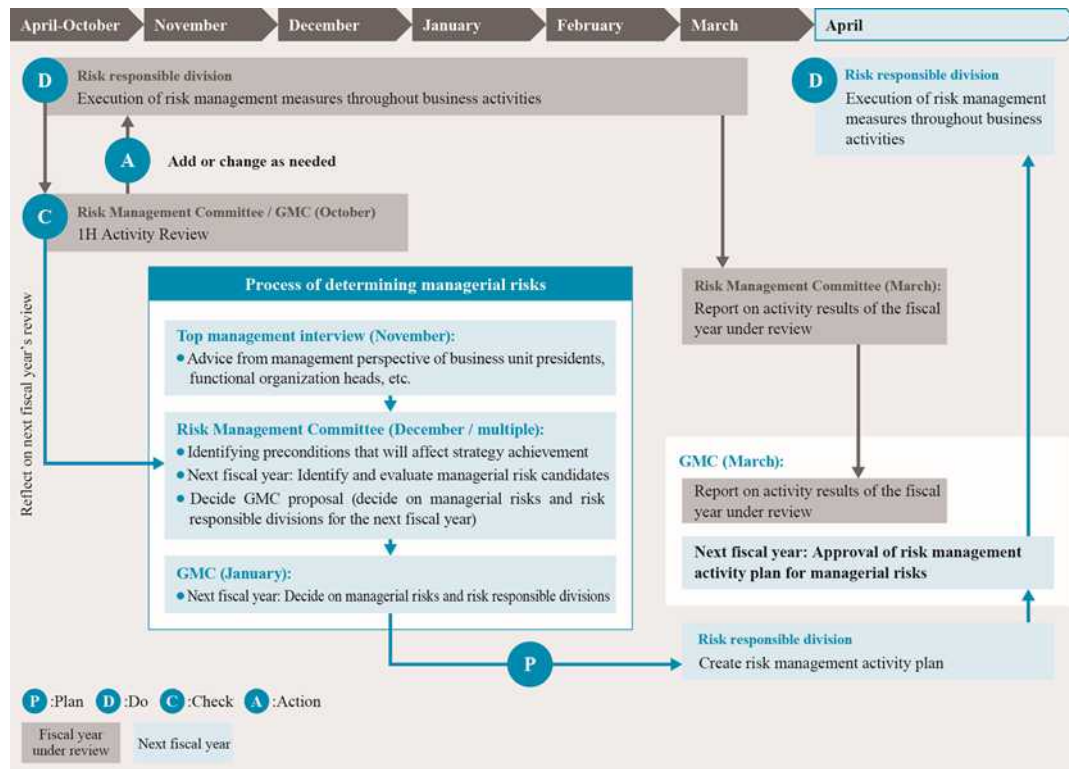 April-October
November
December
January
February
March
April
D
Risk responsible division
Execution of risk management measures throughout business activities
D
Risk responsible division
Execution of risk management
measures throughout business
activities
A
Add or change as needed
C
Risk Management Committee / GMC (October)
1H Activity Review
Reflect on next fiscal year's review
Process of determining managerial risks
Top management interview (November):
● Advice from management perspective of business unit presidents,
functional organization heads, etc.
Risk Management Committee (December / multiple):
● Identifying preconditions that will affect strategy achievement
● Next fiscal year: Identify and evaluate managerial risk candidates
● Decide GMC proposal (decide on managerial risks and risk
responsible divisions for the next fiscal year)
GMC (January):
● Next fiscal year: Decide on managerial risks and risk responsible divisions
Risk Management Committee (March):
Report on activity results of the fiscal
year under review
GMC (March):
Report on activity results of the fiscal
year under review
Next fiscal year: Approval of risk management
activity plan for managerial risks
P
Risk responsible division
Create risk management activity plan
P :Plan D :Do C :Check A :Action
Fiscal year
under review
Next fiscal year